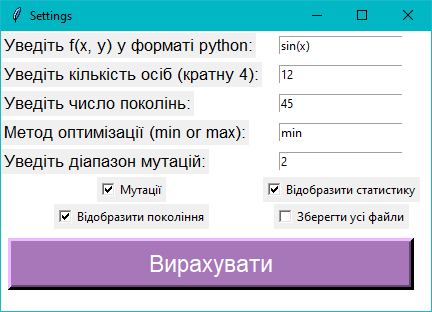 Settings
Уведіть f(x, y) у форматі python: sin(x)
Уведіть кількість осіб (кратну 4): 12
Уведіть число поколінь: 45
Метод оптимізації (min or max): min
Уведіть діапазон мутацій: 2
Мутації Відобразити статистику
Відобразити покоління Зберегти усі файли
Вирахувати